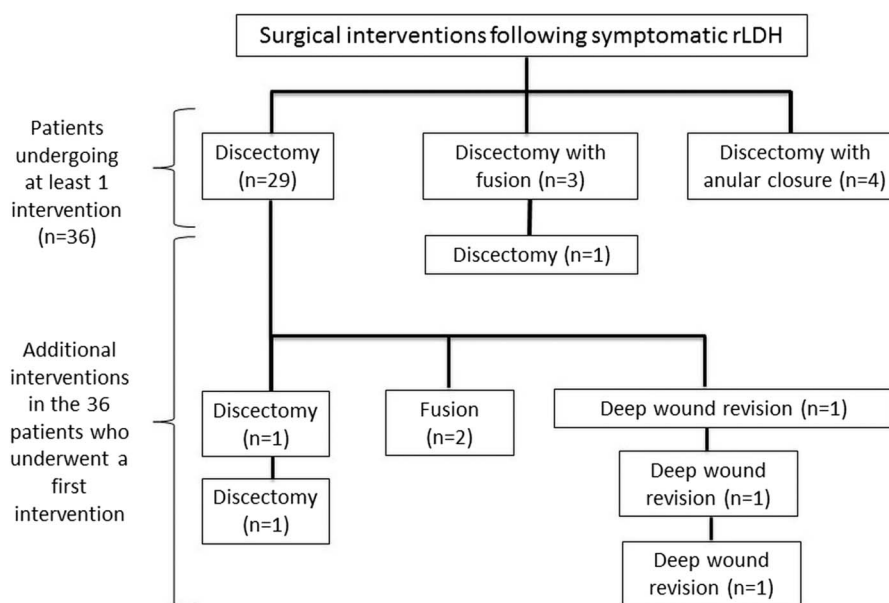 Surgical interventions following symptomatic rLDH
Patients
undergoing
at least 1
intervention
(n=36)
Discectomy
(n=29)
Discectomy with
fusion (n=3)
Discectomy with
anular closure (n=4)
Discectomy (n=1)
Additional
interventions
in the 36
patients who
underwent a
first
intervention
Discectomy
(n=1)
Fusion
(n=2)
Deep wound revision (n=1)
Discectomy
(n=1)
Deep wound
revision (n=1)
Deep wound
revision (n=1)